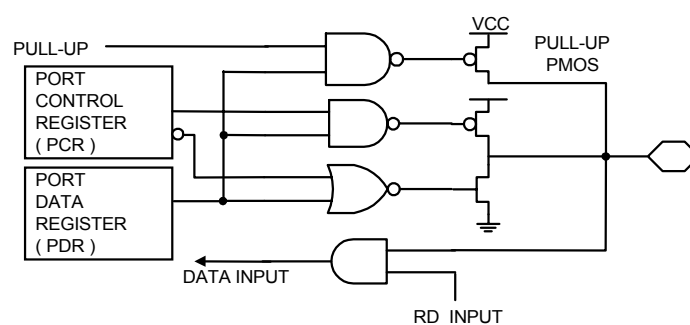 VCC
PULL-UP
PULL-UP
PMOS
PORT
CONTROL
REGISTER
( PCR )
PORT
DATA
REGISTER
( PDR )
DATA INPUT
RD INPUT